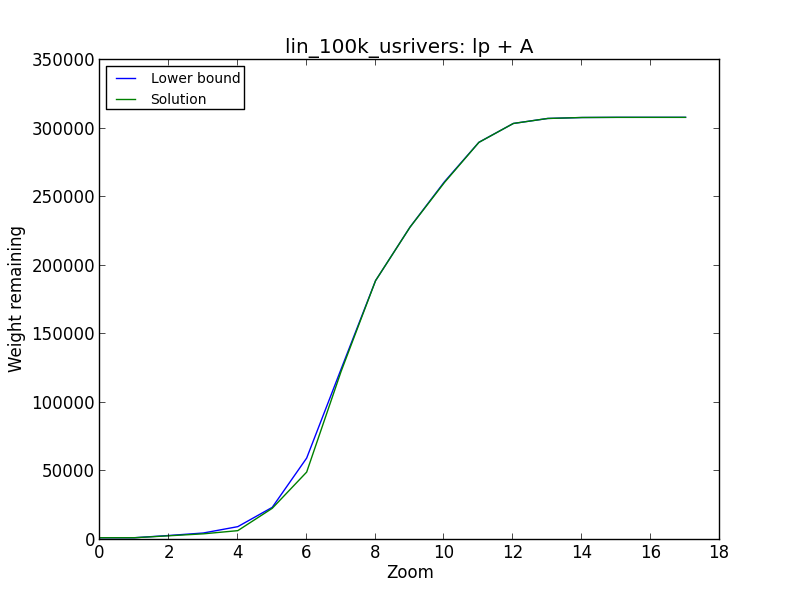 lin_100k_usrivers: lp + A
Lower bound
Solution
350000
300000
250000
200000
150000
100000
50000
0
Weight remaining
0 2 4 6 8 10 12 14 16 18
Zoom